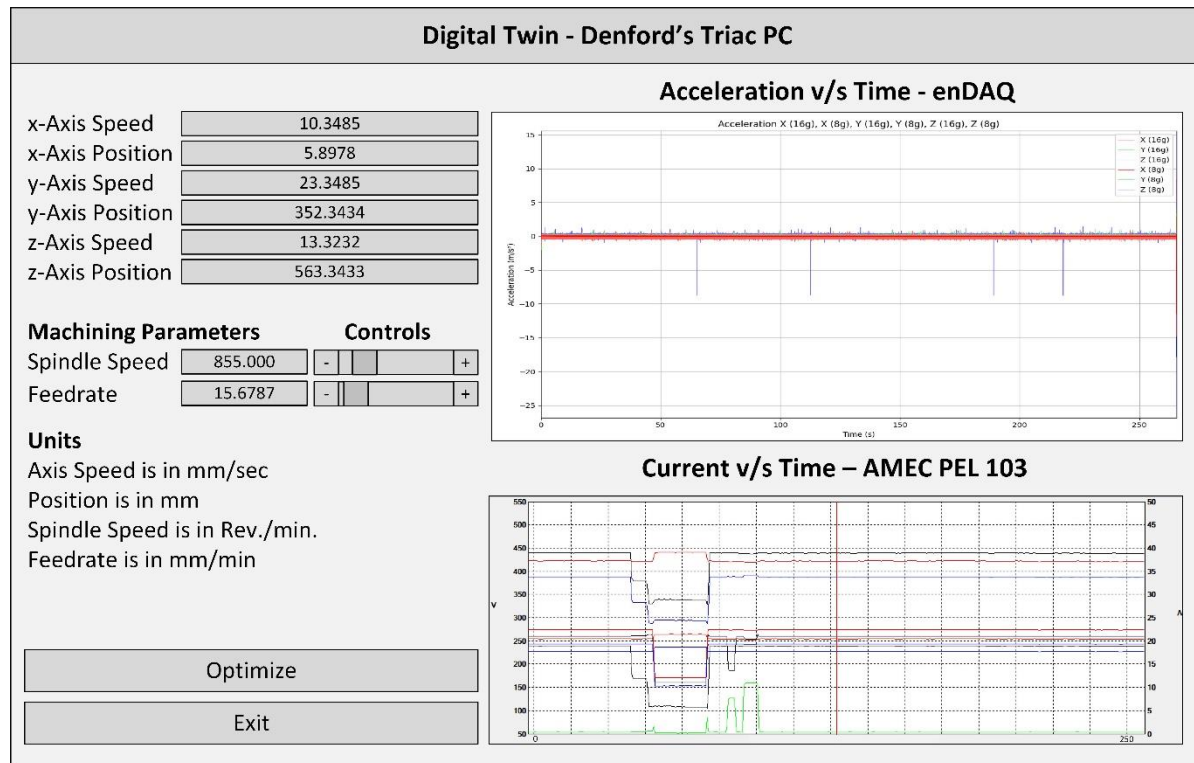 Digital Twin - Denford's Triac PC
x-Axis Speed 10.3485
x-Axis Position 5.8978
y-Axis Speed 23.3485
y-Axis Position 352.3434
z-Axis Speed 13.3232
z-Axis Position 563.3433
Machining Parameters Controls
Spindle Speed 855.000 - +
Feedrate 15.6787 - +
Units
Axis Speed is in mm/sec
Position is in mm
Spindle Speed is in Rev./min.
Feedrate is in mm/min
Optimize
Exit
Acceleration v/s Time - enDAQ
Acceleration X (16g), X (8g), Y (16g), Y (8g), Z (16g), Z (8g)
X (16g)
Y (16g)
Z (16g)
X (8g)
Y (8g)
Z (8g)
15
10
5
0
−5
−10
−15
−20
−25
Acceleration (m/s²)
0 50 100 150 200 250
Time (s)
Current v/s Time – AMEC PEL 103
550 50
500 45
450 40
400 35
350 30
300 25
V A
250 20
200 15
150 10
100 5
50 0
0 250